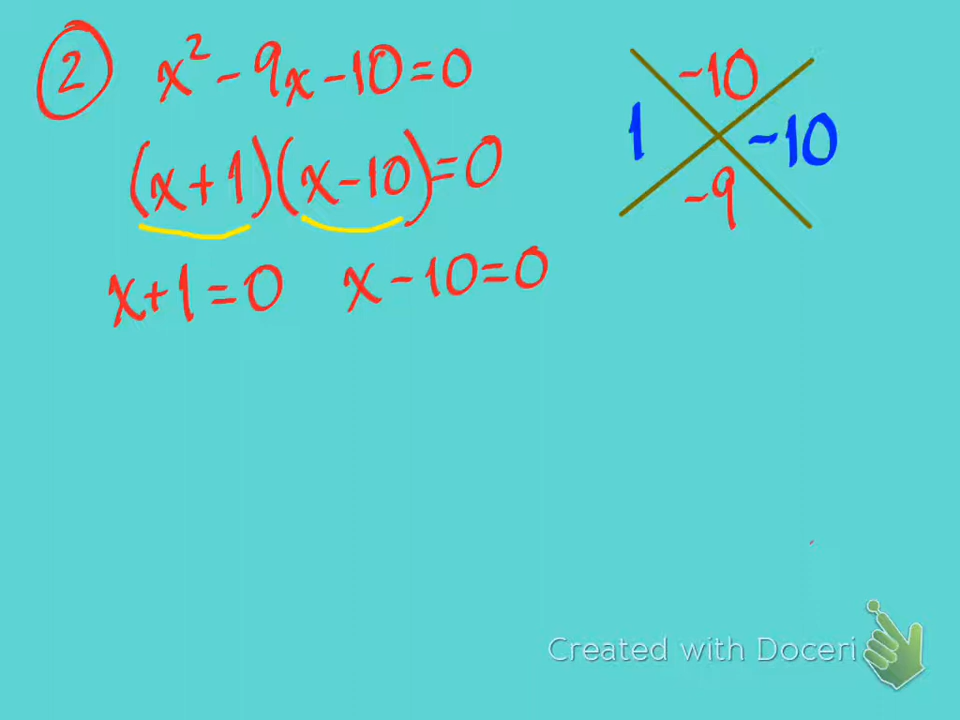 2 x² - 9x - 10 = 0
(x + 1)(x - 10) = 0
x + 1 = 0 x - 10 = 0
-10
1 -10
-9
Created with Doceri